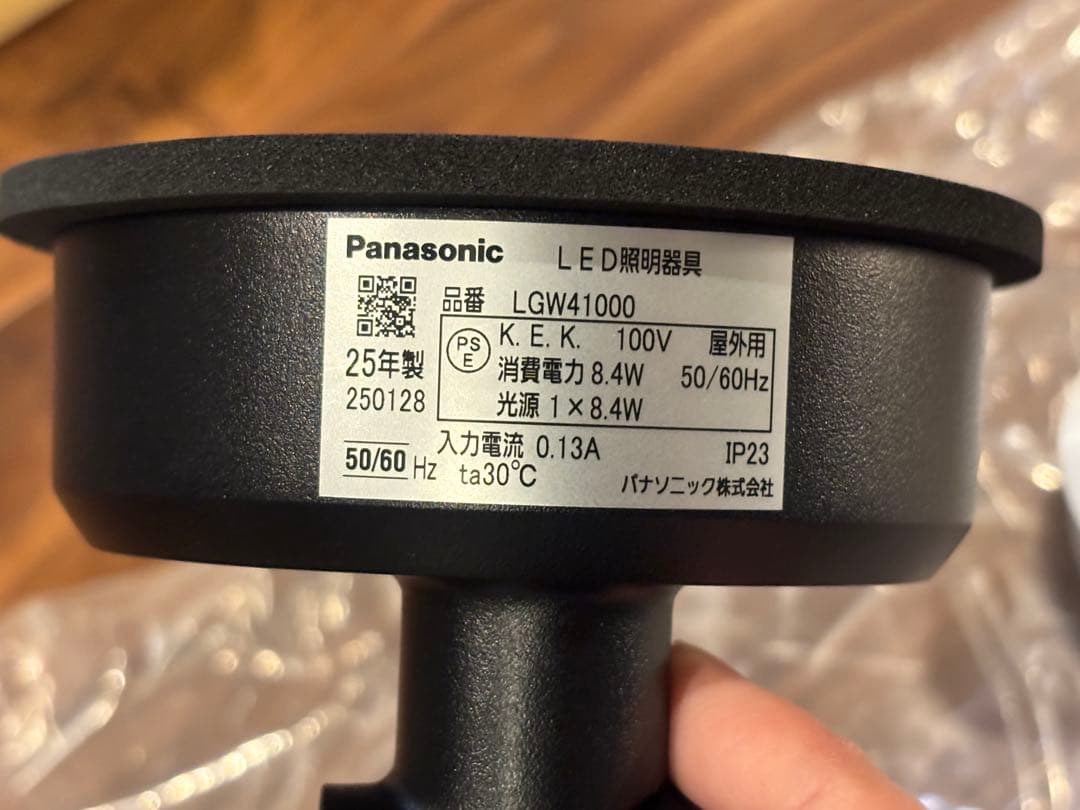 Panasonic LED照明器具
品番 LGW41000
PS E K.E.K. 100V 屋外用
消費電力 8.4W 50/60Hz
光源 1×8.4W
25年製
250128
入力電流 0.13A IP23
50/60 Hz ta30℃
パナソニック株式会社